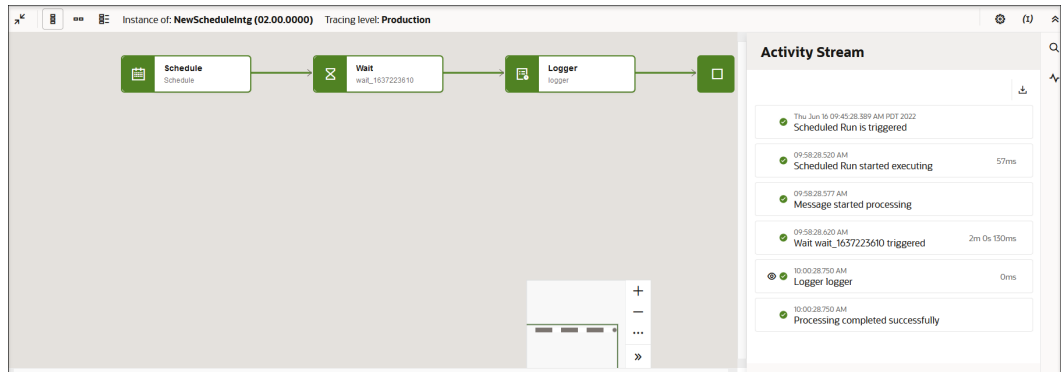 Instance of: NewScheduleIntg (02.00.0000) Tracing level: Production
(1)
Schedule
Schedule
Wait
wait_1637223610
Logger
logger
Activity Stream
Thu Jun 16 09:45:28.389 AM PDT 2022
Scheduled Run is triggered
09:58:28.520 AM
Scheduled Run started executing 57ms
09:58:28.577 AM
Message started processing
09:58:28.620 AM
Wait wait_1637223610 triggered 2m 0s 130ms
10:00:28.750 AM
Logger logger 0ms
10:00:28.750 AM
Processing completed successfully